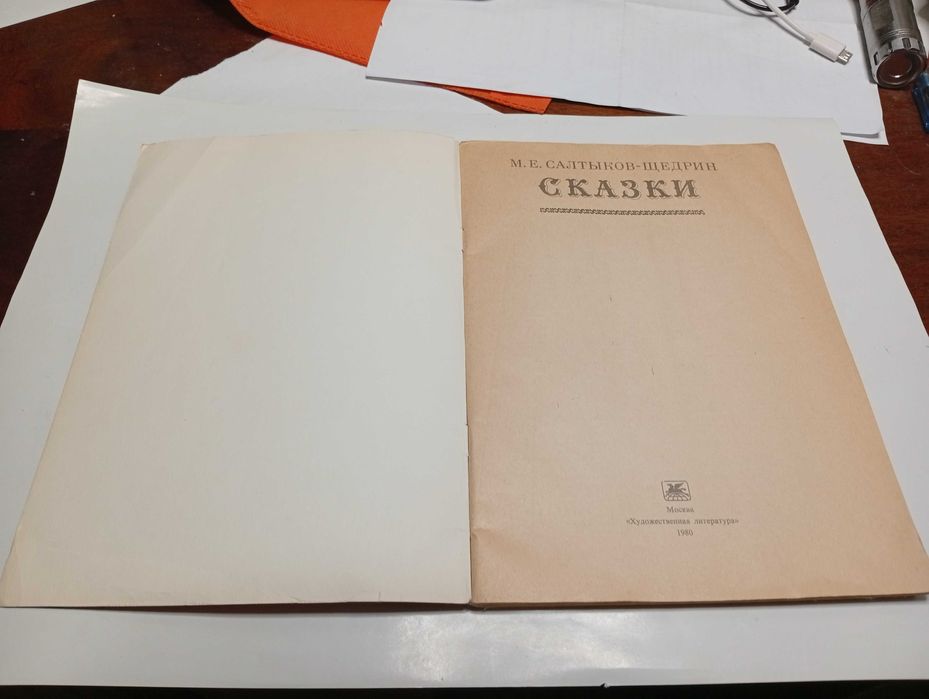 М. Е. САЛТЫКОВ-ЩЕДРИН
СКАЗКИ
Москва
«Художественная литература»
1980